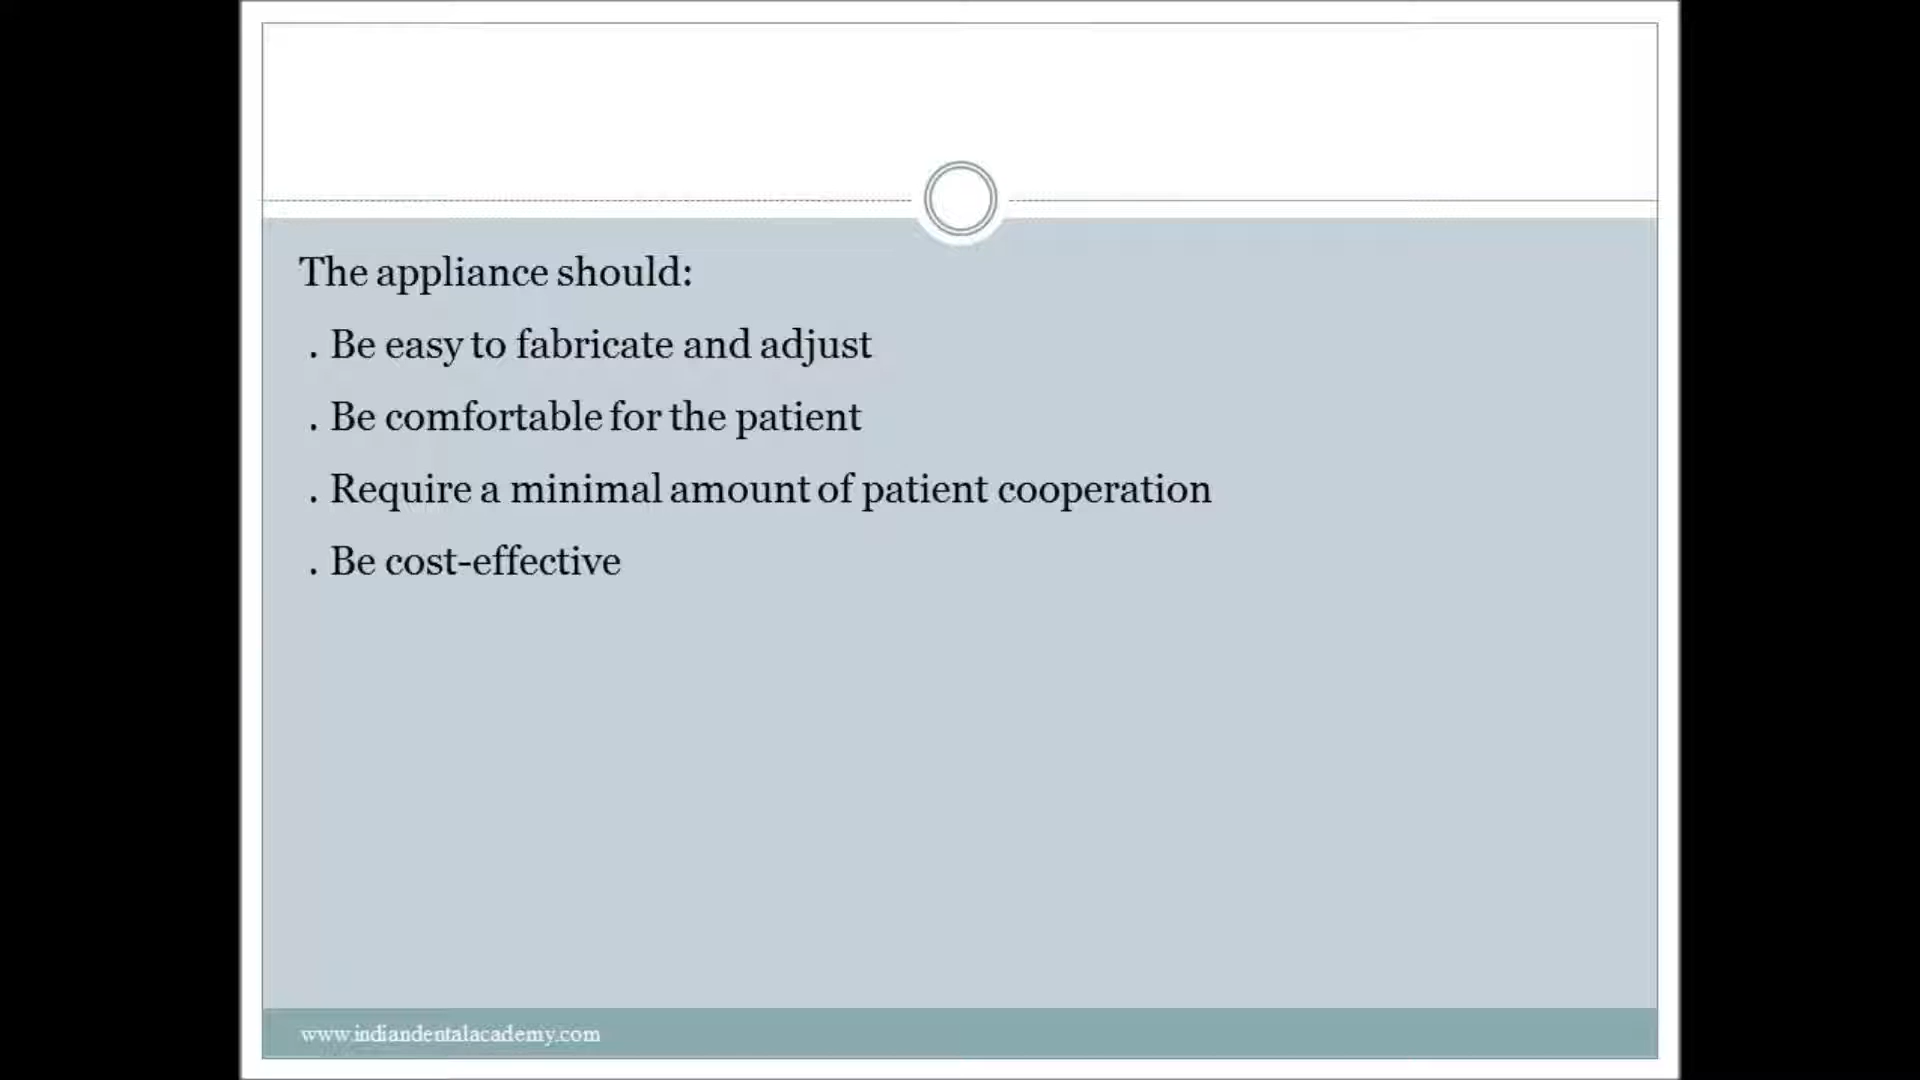 The appliance should:
. Be easy to fabricate and adjust
. Be comfortable for the patient
. Require a minimal amount of patient cooperation
. Be cost-effective
www.indiandentalacademy.com